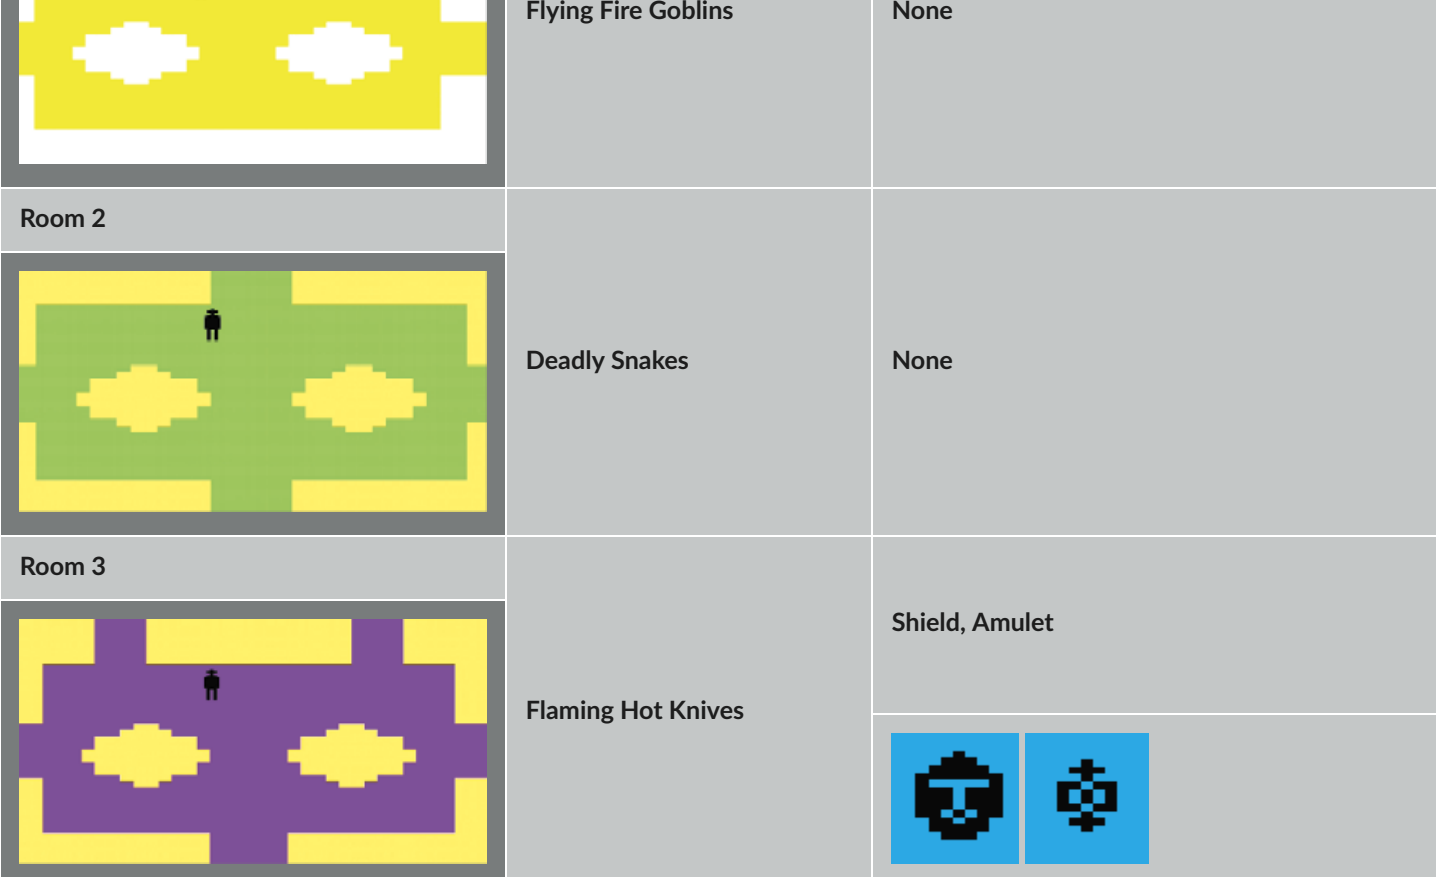 Flying Fire Goblins
None
Room 2
Deadly Snakes
None
Room 3
Flaming Hot Knives
Shield, Amulet